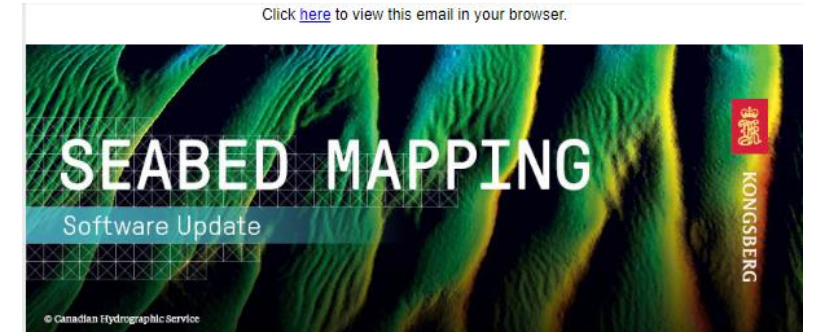 Click here to view this email in your browser.
SEABED MAPPING
Software Update
KONGSBERG
© Canadian Hydrographic Service